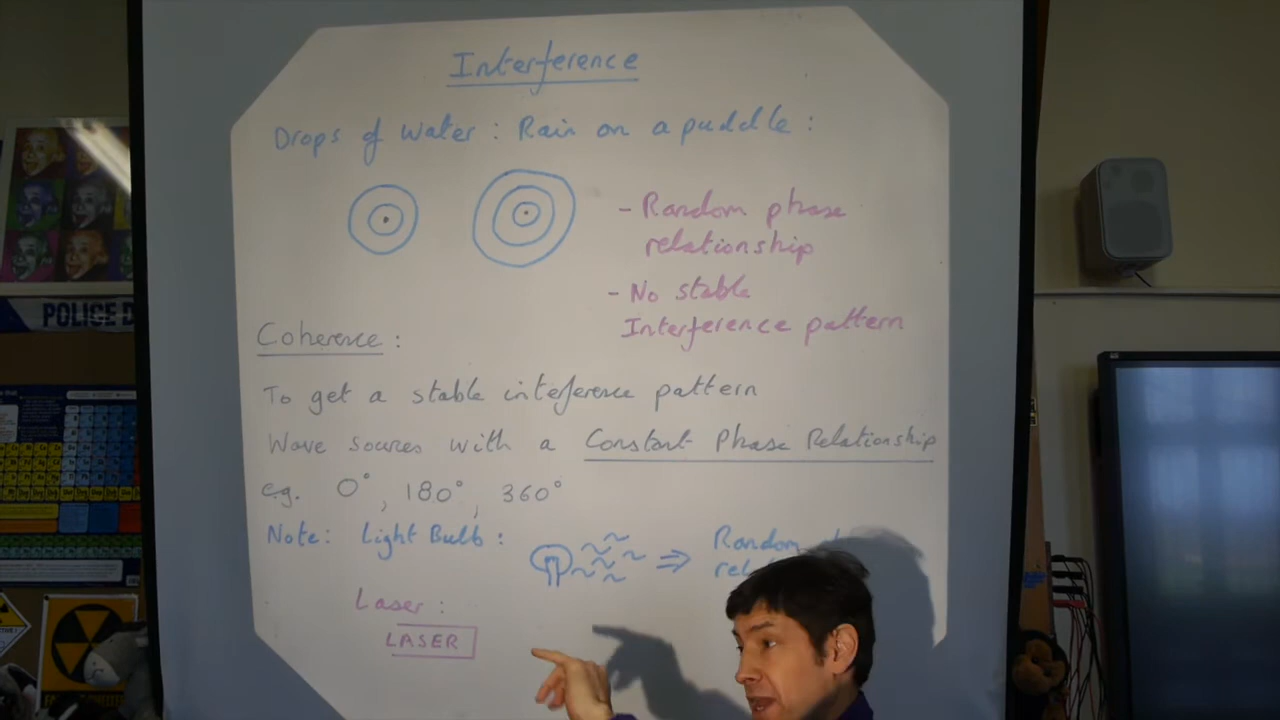 Interference
Drops of Water : Rain on a puddle :
- Random phase
relationship
- No stable
Interference pattern
Coherence :
To get a stable interference pattern
Wave sources with a Constant Phase Relationship
e.g. 0°, 180°, 360°
Note: Light Bulb : ⇒ Random
Laser :
LASER
POLICE D